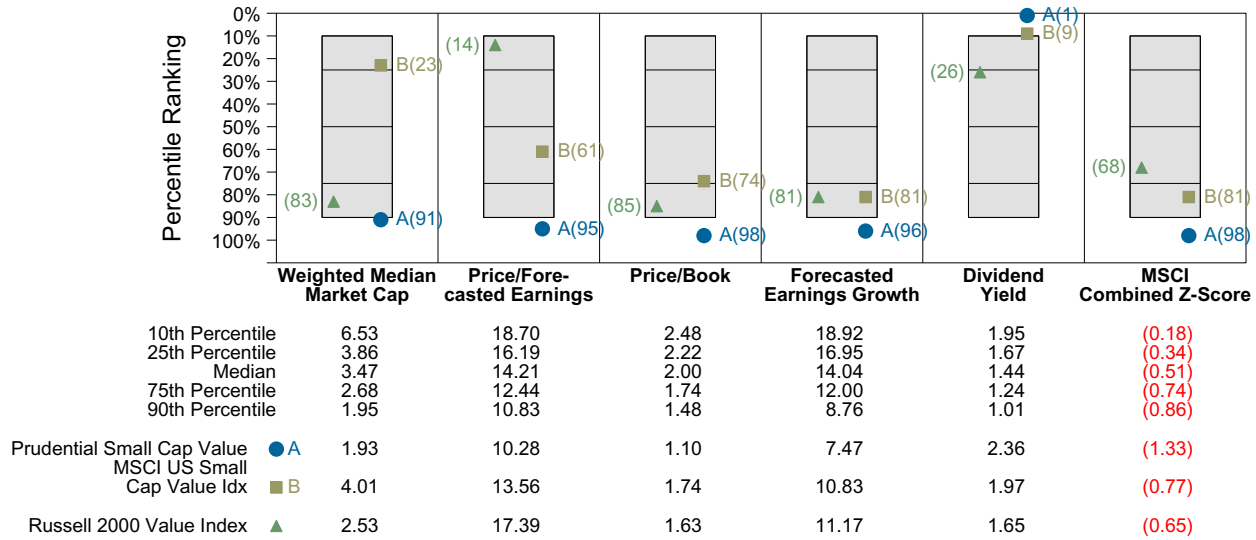 Percentile Ranking
0%
10%
20%
30%
40%
50%
60%
70%
80%
90%
100%
B(23)
(83)
A(91)
(14)
B(61)
A(95)
B(74)
(85)
A(98)
(81)
B(81)
A(96)
A(1)
B(9)
(26)
(68)
B(81)
A(98)
Weighted Median
Market Cap
Price/Fore-
casted Earnings
Price/Book
Forecasted
Earnings Growth
Dividend
Yield
MSCI
Combined Z-Score
10th Percentile 6.53 18.70 2.48 18.92 1.95 (0.18)
25th Percentile 3.86 16.19 2.22 16.95 1.67 (0.34)
Median 3.47 14.21 2.00 14.04 1.44 (0.51)
75th Percentile 2.68 12.44 1.74 12.00 1.24 (0.74)
90th Percentile 1.95 10.83 1.48 8.76 1.01 (0.86)
Prudential Small Cap Value A 1.93 10.28 1.10 7.47 2.36 (1.33)
MSCI US Small
Cap Value Idx B 4.01 13.56 1.74 10.83 1.97 (0.77)
Russell 2000 Value Index 2.53 17.39 1.63 11.17 1.65 (0.65)